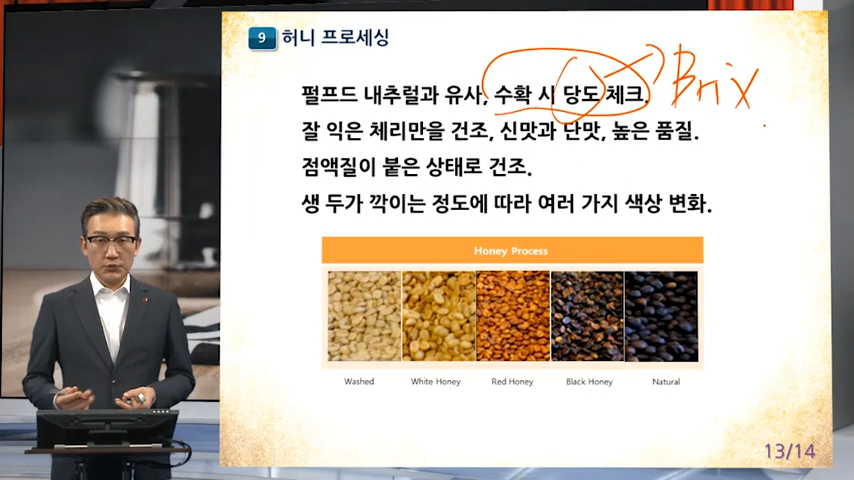 9 허니 프로세싱
펄프드 내추럴과 유사, 수확 시 당도 체크.
Brix
잘 익은 체리만을 건조, 신맛과 단맛, 높은 품질.
점액질이 붙은 상태로 건조.
생 두가 깍이는 정도에 따라 여러 가지 색상 변화.
Honey Process
Washed White Honey Red Honey Black Honey Natural
13/14